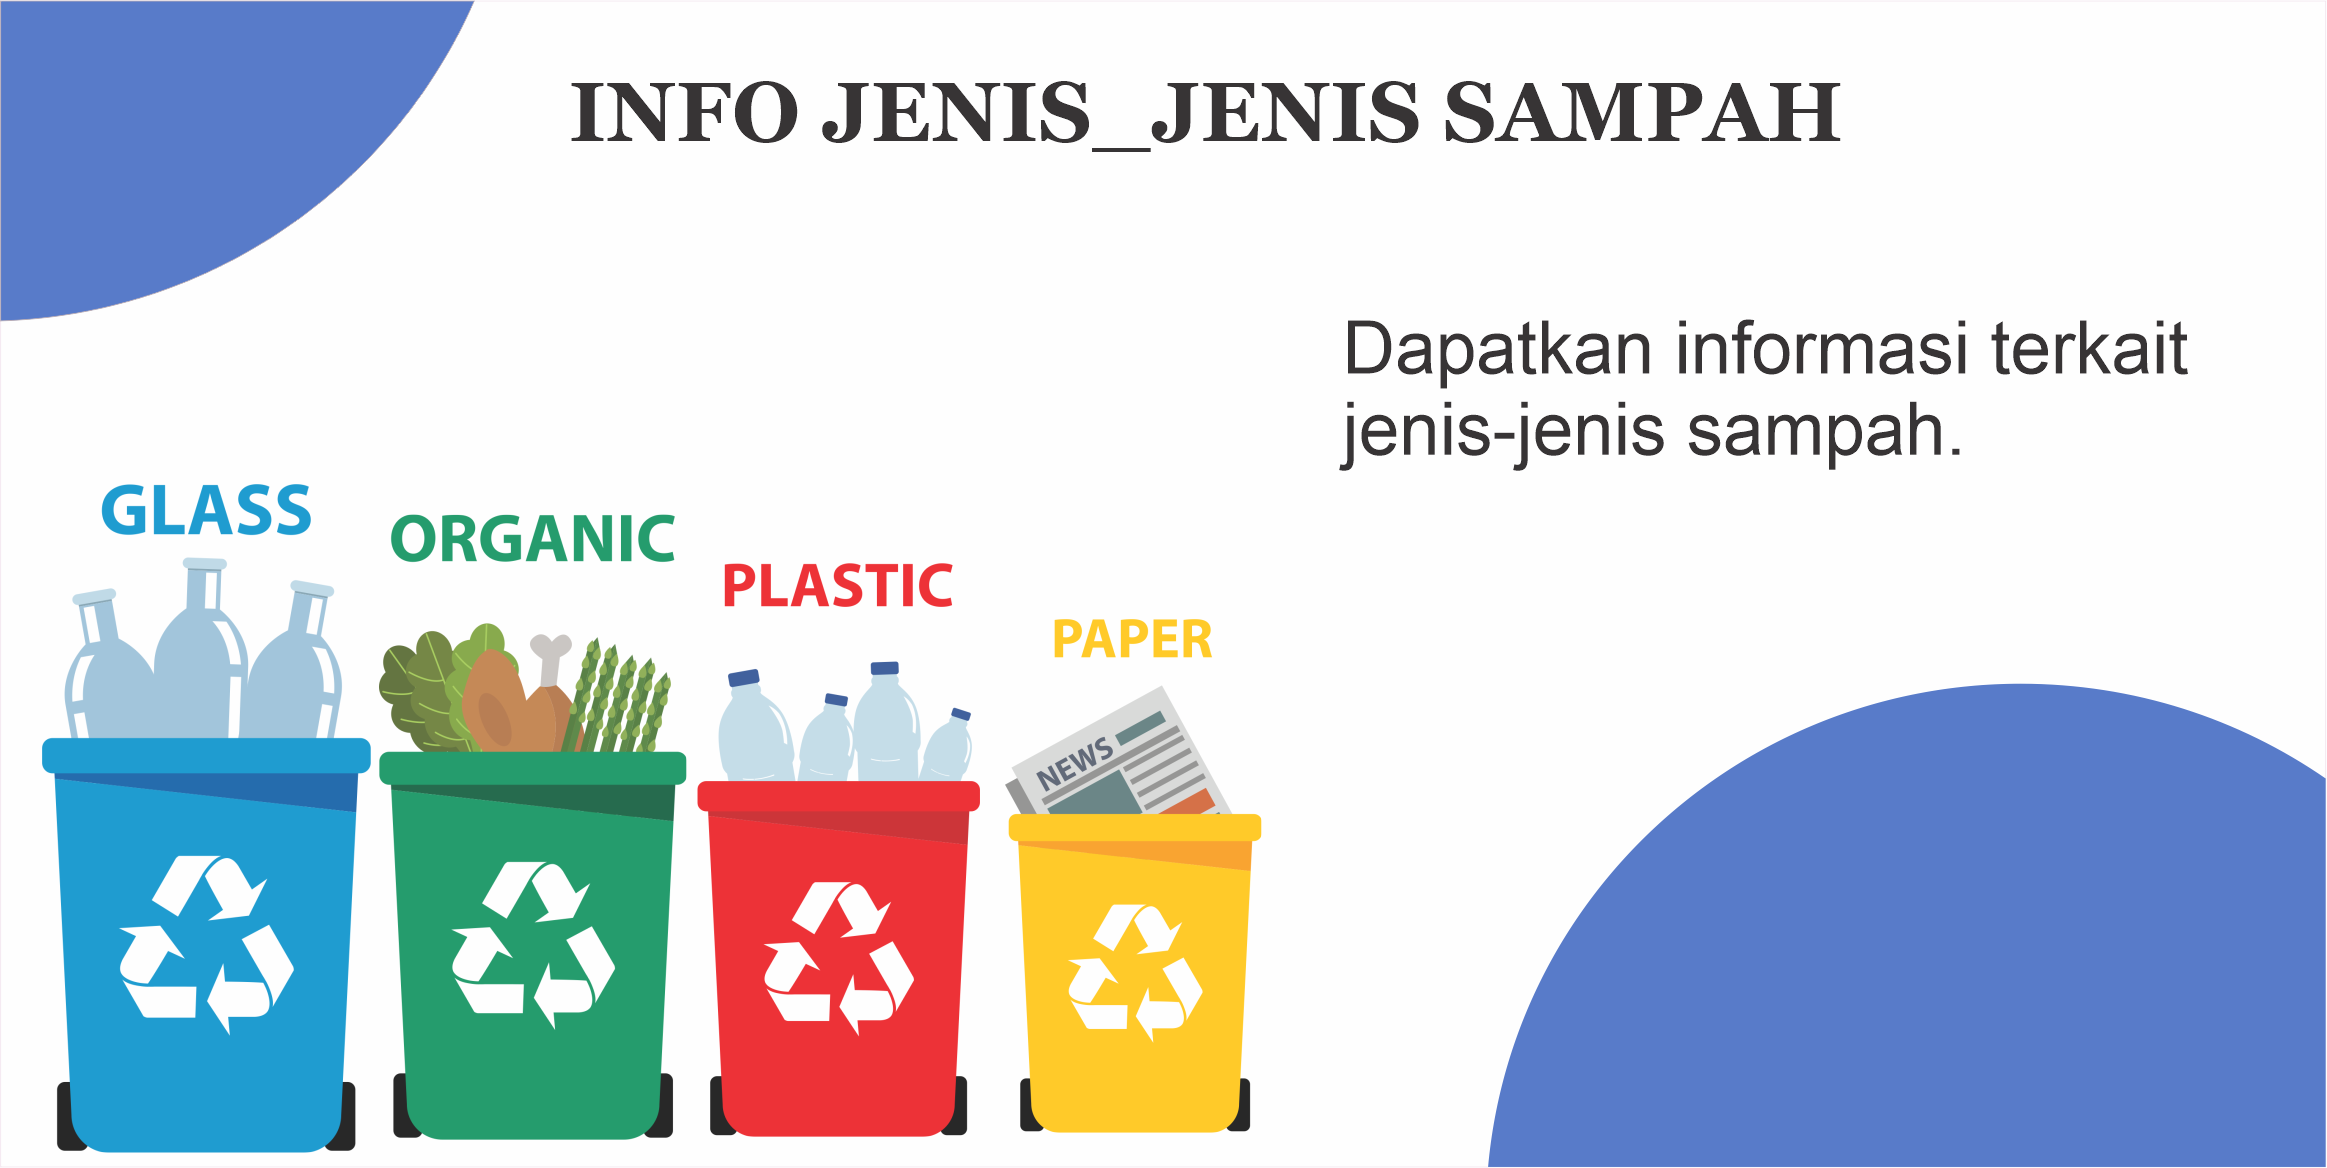 INFO JENIS_JENIS SAMPAH
Dapatkan informasi terkait
jenis-jenis sampah.
GLASS
ORGANIC
PLASTIC
PAPER
NEWS